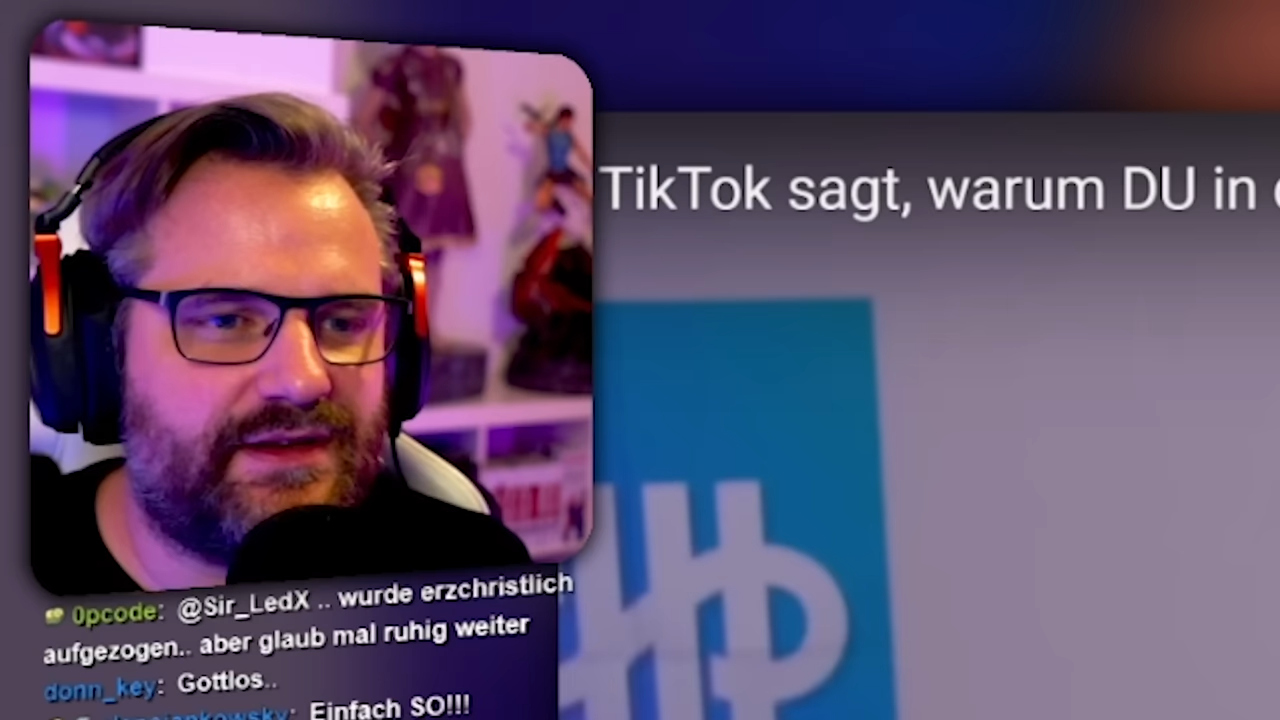 TikTok sagt, warum DU in
0pcode: @Sir_LedX .. wurde erzchristlich
aufgezogen.. aber glaub mal ruhig weiter
donn_key: Gottlos..
Einfach SO!!!